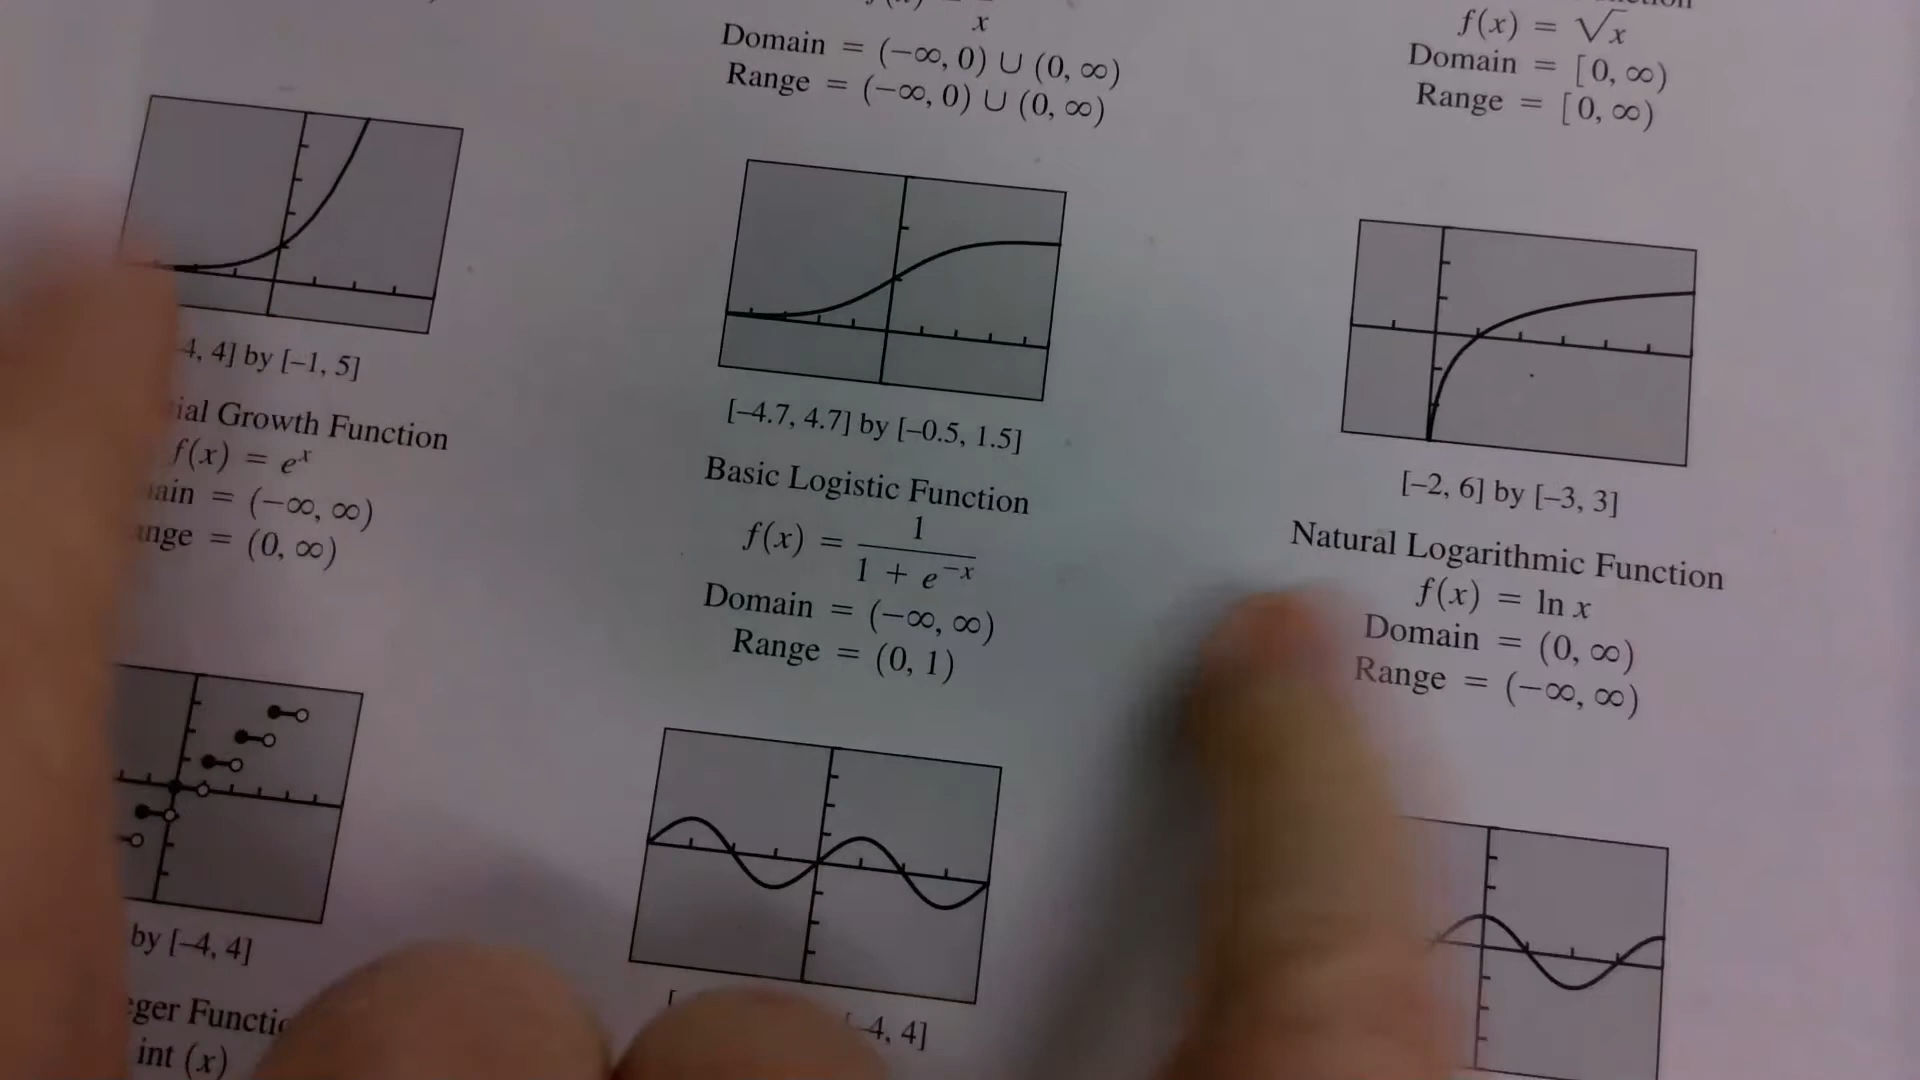 x
Domain = (−∞, 0) ∪ (0, ∞)
Range = (−∞, 0) ∪ (0, ∞)
f(x) = √x
Domain = [0, ∞)
Range = [0, ∞)
4, 4] by [–1, 5]
ial Growth Function
f(x) = eˣ
ain = (−∞, ∞)
nge = (0, ∞)
[–4.7, 4.7] by [–0.5, 1.5]
Basic Logistic Function
f(x) = 1 / (1 + e⁻ˣ)
Domain = (−∞, ∞)
Range = (0, 1)
[–2, 6] by [–3, 3]
Natural Logarithmic Function
f(x) = ln x
Domain = (0, ∞)
Range = (−∞, ∞)
by [–4, 4]
ger Functi
int (x)
–4, 4]